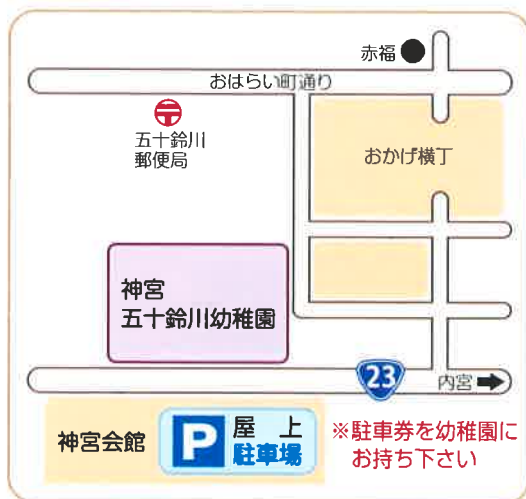 赤福
おはらい町通り
五十鈴川
郵便局
おかげ横丁
神宮
五十鈴川幼稚園
23
内宮
神宮会館
P
屋上
駐車場
※駐車券を幼稚園に
お持ち下さい